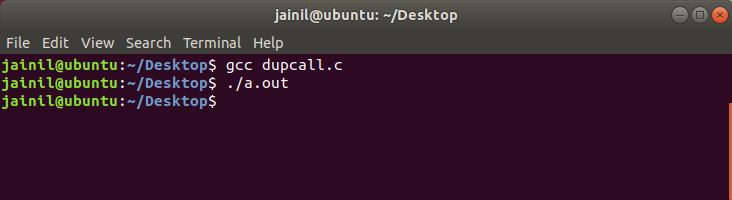 jainil@ubuntu: ~/Desktop
File Edit View Search Terminal Help
jainil@ubuntu:~/Desktop$ gcc dupcall.c
jainil@ubuntu:~/Desktop$ ./a.out
jainil@ubuntu:~/Desktop$